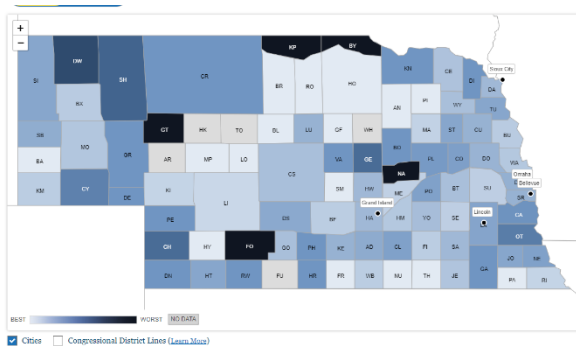 +
−
DW
KP
BY
KN
CE
DI
Sioux City
SI
SH
CR
BR
RO
HO
DA
BX
AN
PI
WY
TU
GT
HK
TO
BL
LU
GF
WH
MA
ST
CU
BU
SB
MO
BO
BA
GR
AR
MP
LO
CS
VA
GE
NA
PL
CO
DO
WA
Omaha
Bellevue
KM
CY
DE
KI
LI
SM
HW
ME
PO
BT
SU
SR
Grand Island
Lincoln
PE
DS
BF
HA
HM
YO
SE
CA
CH
HY
FO
GO
PH
KE
AD
CL
FI
SA
OT
JO
NE
DN
HT
RW
FU
HR
FR
WB
NU
TH
JE
GA
PA
RI
BEST
WORST
NO DATA
Cities
Congressional District Lines (Learn More)